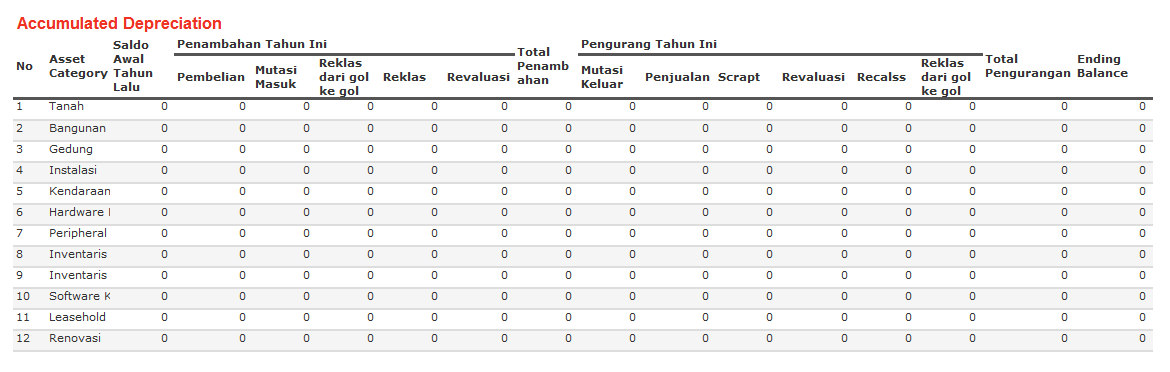 Accumulated Depreciation
No
Asset
Category
Saldo
Awal
Tahun
Lalu
Penambahan Tahun Ini
Pembelian
Mutasi
Masuk
Reklas
dari gol
ke gol
Reklas
Revaluasi
Total
Penamb
ahan
Pengurang Tahun Ini
Mutasi
Keluar
Penjualan
Scrapt
Revaluasi
Recalss
Reklas
dari gol
ke gol
Total
Pengurangan
Ending
Balance
1 Tanah 0 0 0 0 0 0 0 0 0 0 0 0 0 0 0
2 Bangunan 0 0 0 0 0 0 0 0 0 0 0 0 0 0 0
3 Gedung 0 0 0 0 0 0 0 0 0 0 0 0 0 0 0
4 Instalasi 0 0 0 0 0 0 0 0 0 0 0 0 0 0 0
5 Kendaraan 0 0 0 0 0 0 0 0 0 0 0 0 0 0 0
6 Hardware 0 0 0 0 0 0 0 0 0 0 0 0 0 0 0
7 Peripheral 0 0 0 0 0 0 0 0 0 0 0 0 0 0 0
8 Inventaris 0 0 0 0 0 0 0 0 0 0 0 0 0 0 0
9 Inventaris 0 0 0 0 0 0 0 0 0 0 0 0 0 0 0
10 Software K 0 0 0 0 0 0 0 0 0 0 0 0 0 0 0
11 Leasehold 0 0 0 0 0 0 0 0 0 0 0 0 0 0 0
12 Renovasi 0 0 0 0 0 0 0 0 0 0 0 0 0 0 0